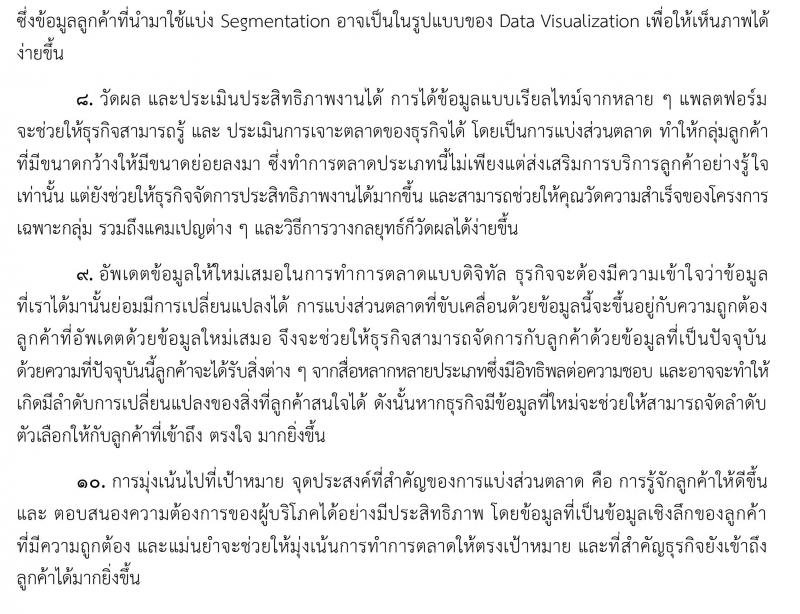 ซึ่งข้อมูลลูกค้าที่นำมาใช้แบ่ง Segmentation อาจเป็นในรูปแบบของ Data Visualization เพื่อให้เห็นภาพได้
ง่ายขึ้น
๘. วัดผล และประเมินประสิทธิภาพงานได้ การได้ข้อมูลแบบเรียลไทม์จากหลาย ๆ แพลตฟอร์ม
จะช่วยให้ธุรกิจสามารถรู้ และ ประเมินการเจาะตลาดของธุรกิจได้ โดยเป็นการแบ่งส่วนตลาด ทำให้กลุ่มลูกค้า
ที่มีขนาดกว้างให้มีขนาดย่อยลงมา ซึ่งทำการตลาดประเภทนี้ไม่เพียงแต่ส่งเสริมการบริการลูกค้าอย่างรู้ใจ
เท่านั้น แต่ยังช่วยให้ธุรกิจจัดการประสิทธิภาพงานได้มากขึ้น และสามารถช่วยให้คุณวัดความสำเร็จของโครงการ
เฉพาะกลุ่ม รวมถึงแคมเปญต่าง ๆ และวิธีการวางกลยุทธ์ก็วัดผลได้ง่ายขึ้น
๙. อัพเดตข้อมูลให้ใหม่เสมอในการทำการตลาดแบบดิจิทัล ธุรกิจจะต้องมีความเข้าใจว่าข้อมูล
ที่เราได้มานั้นย่อมมีการเปลี่ยนแปลงได้ การแบ่งส่วนตลาดที่ขับเคลื่อนด้วยข้อมูลนี้จะขึ้นอยู่กับความถูกต้อง
ลูกค้าที่อัพเดตด้วยข้อมูลใหม่เสมอ จึงจะช่วยให้ธุรกิจสามารถจัดการกับลูกค้าด้วยข้อมูลที่เป็นปัจจุบัน
ด้วยความที่ปัจจุบันนี้ลูกค้าจะได้รับสิ่งต่าง ๆ จากสื่อหลากหลายประเภทซึ่งมีอิทธิพลต่อความชอบ และอาจจะทำให้
เกิดมีลำดับการเปลี่ยนแปลงของสิ่งที่ลูกค้าสนใจได้ ดังนั้นหากธุรกิจมีข้อมูลที่ใหม่จะช่วยให้สามารถจัดลำดับ
ตัวเลือกให้กับลูกค้าที่เข้าถึง ตรงใจ มากยิ่งขึ้น
๑๐. การมุ่งเน้นไปที่เป้าหมาย จุดประสงค์ที่สำคัญของการแบ่งส่วนตลาด คือ การรู้จักลูกค้าให้ดีขึ้น
และ ตอบสนองความต้องการของผู้บริโภคได้อย่างมีประสิทธิภาพ โดยข้อมูลที่เป็นข้อมูลเชิงลึกของลูกค้า
ที่มีความถูกต้อง และแม่นยำจะช่วยให้มุ่งเน้นการทำการตลาดให้ตรงเป้าหมาย และที่สำคัญธุรกิจยังเข้าถึง
ลูกค้าได้มากยิ่งขึ้น